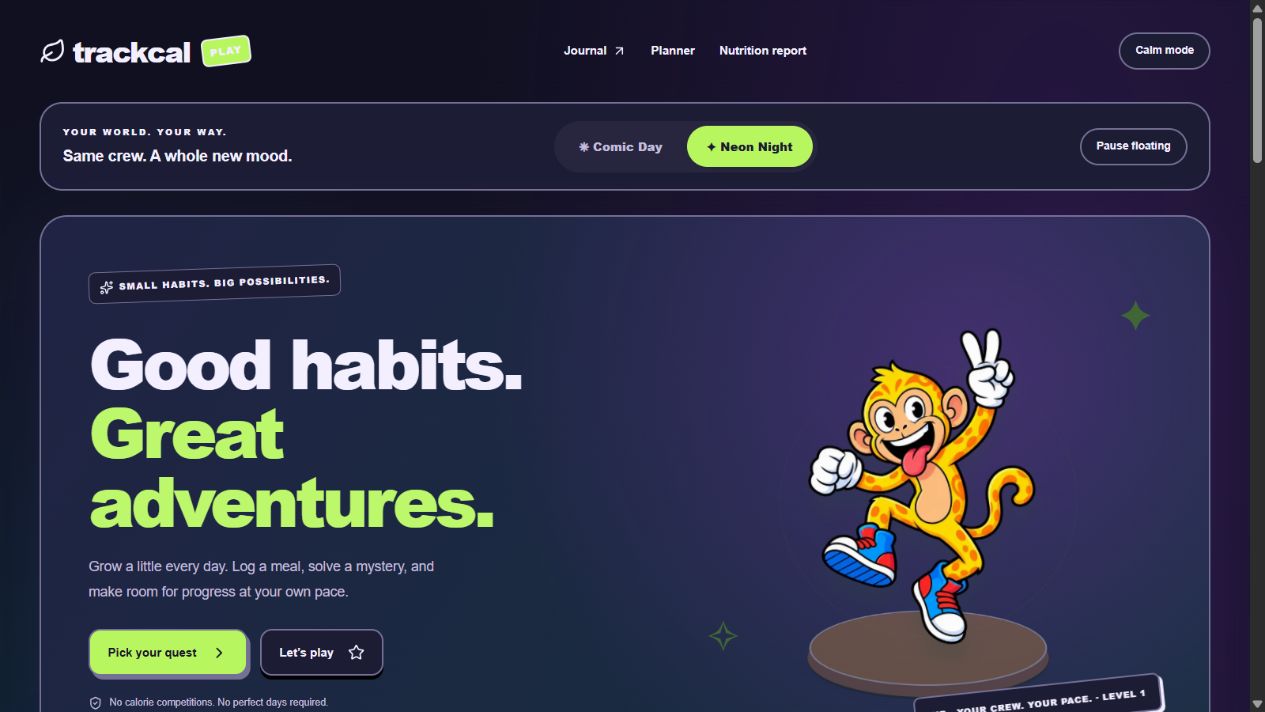 trackcal PLAY
Journal
Planner
Nutrition report
Calm mode
YOUR WORLD. YOUR WAY.
Same crew. A whole new mood.
Comic Day
Neon Night
Pause floating
SMALL HABITS. BIG POSSIBILITIES.
Good habits.
Great
adventures.
Grow a little every day. Log a meal, solve a mystery, and
make room for progress at your own pace.
Pick your quest
Let's play
No calorie competitions. No perfect days required.
YOUR CREW. YOUR PACE. · LEVEL 1